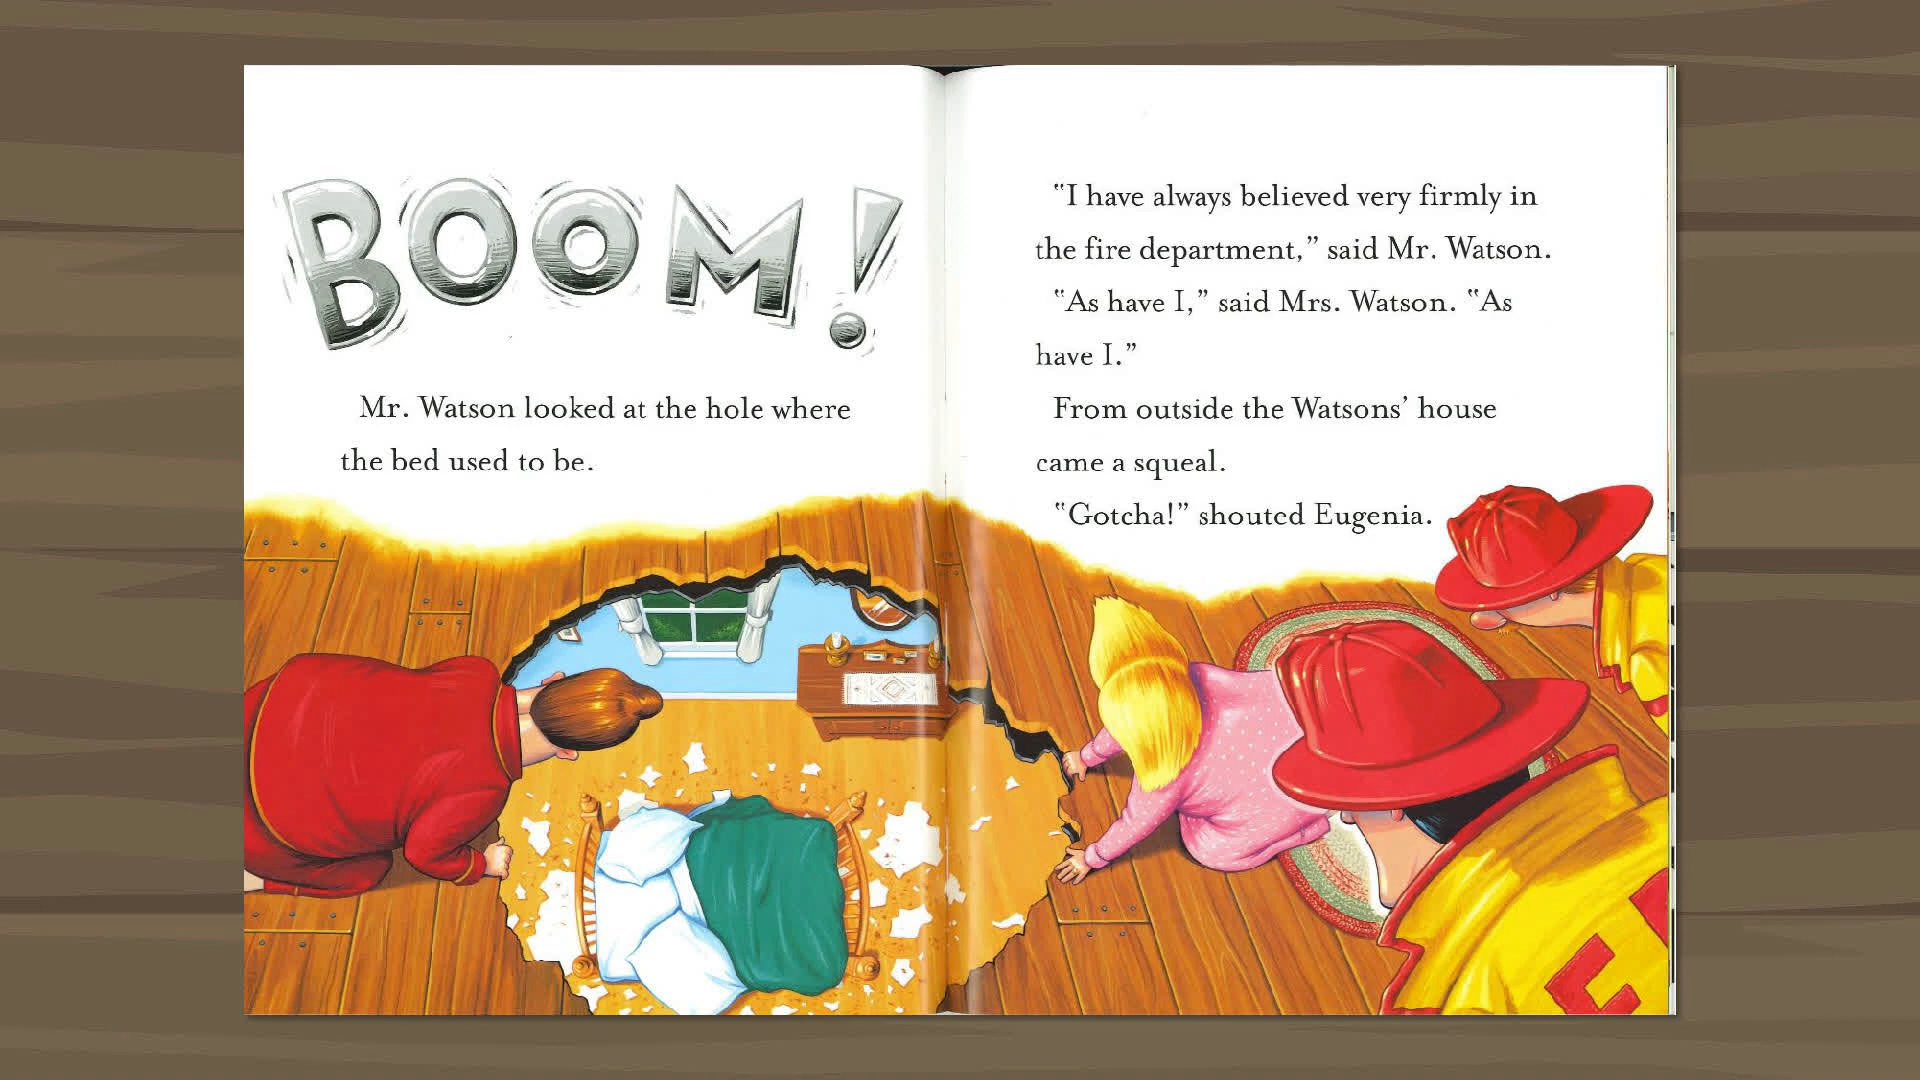 BOOM!
Mr. Watson looked at the hole where
the bed used to be.
"I have always believed very firmly in
the fire department,” said Mr. Watson.
"As have I,” said Mrs. Watson. "As
have I.”
From outside the Watsons’ house
came a squeal.
"Gotcha!” shouted Eugenia.
F